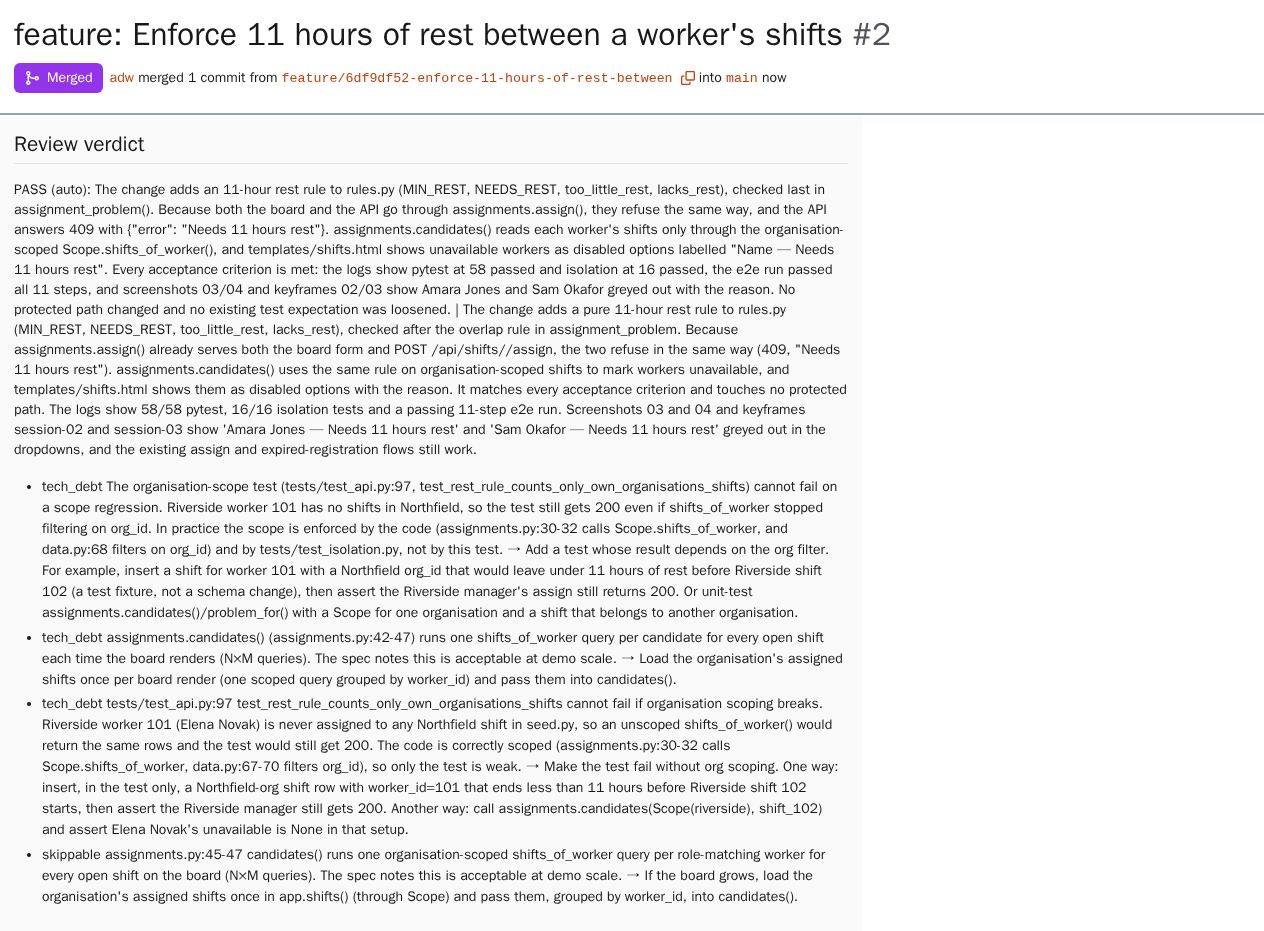 feature: Enforce 11 hours of rest between a worker's shifts #2
Merged adw merged 1 commit from feature/6df9df52-enforce-11-hours-of-rest-between into main now
Review verdict
PASS (auto): The change adds an 11-hour rest rule to rules.py (MIN_REST, NEEDS_REST, too_little_rest, lacks_rest), checked last in
assignment_problem(). Because both the board and the API go through assignments.assign(), they refuse the same way, and the API
answers 409 with {"error": "Needs 11 hours rest"}. assignments.candidates() reads each worker's shifts only through the organisation-
scoped Scope.shifts_of_worker(), and templates/shifts.html shows unavailable workers as disabled options labelled "Name — Needs
11 hours rest". Every acceptance criterion is met: the logs show pytest at 58 passed and isolation at 16 passed, the e2e run passed
all 11 steps, and screenshots 03/04 and keyframes 02/03 show Amara Jones and Sam Okafor greyed out with the reason. No
protected path changed and no existing test expectation was loosened. | The change adds a pure 11-hour rest rule to rules.py
(MIN_REST, NEEDS_REST, too_little_rest, lacks_rest), checked after the overlap rule in assignment_problem. Because
assignments.assign() already serves both the board form and POST /api/shifts//assign, the two refuse in the same way (409, "Needs
11 hours rest"). assignments.candidates() uses the same rule on organisation-scoped shifts to mark workers unavailable, and
templates/shifts.html shows them as disabled options with the reason. It matches every acceptance criterion and touches no protected
path. The logs show 58/58 pytest, 16/16 isolation tests and a passing 11-step e2e run. Screenshots 03 and 04 and keyframes
session-02 and session-03 show 'Amara Jones — Needs 11 hours rest' and 'Sam Okafor — Needs 11 hours rest' greyed out in the
dropdowns, and the existing assign and expired-registration flows still work.
• tech_debt The organisation-scope test (tests/test_api.py:97, test_rest_rule_counts_only_own_organisations_shifts) cannot fail on
a scope regression. Riverside worker 101 has no shifts in Northfield, so the test still gets 200 even if shifts_of_worker stopped
filtering on org_id. In practice the scope is enforced by the code (assignments.py:30-32 calls Scope.shifts_of_worker, and
data.py:68 filters on org_id) and by tests/test_isolation.py, not by this test. → Add a test whose result depends on the org filter.
For example, insert a shift for worker 101 with a Northfield org_id that would leave under 11 hours of rest before Riverside shift
102 (a test fixture, not a schema change), then assert the Riverside manager's assign still returns 200. Or unit-test
assignments.candidates()/problem_for() with a Scope for one organisation and a shift that belongs to another organisation.
• tech_debt assignments.candidates() (assignments.py:42-47) runs one shifts_of_worker query per candidate for every open shift
each time the board renders (N×M queries). The spec notes this is acceptable at demo scale. → Load the organisation's assigned
shifts once per board render (one scoped query grouped by worker_id) and pass them into candidates().
• tech_debt tests/test_api.py:97 test_rest_rule_counts_only_own_organisations_shifts cannot fail if organisation scoping breaks.
Riverside worker 101 (Elena Novak) is never assigned to any Northfield shift in seed.py, so an unscoped shifts_of_worker() would
return the same rows and the test would still get 200. The code is correctly scoped (assignments.py:30-32 calls
Scope.shifts_of_worker, data.py:67-70 filters org_id), so only the test is weak. → Make the test fail without org scoping. One way:
insert, in the test only, a Northfield-org shift row with worker_id=101 that ends less than 11 hours before Riverside shift 102
starts, then assert the Riverside manager still gets 200. Another way: call assignments.candidates(Scope(riverside), shift_102)
and assert Elena Novak's unavailable is None in that setup.
• skippable assignments.py:45-47 candidates() runs one organisation-scoped shifts_of_worker query per role-matching worker for
every open shift on the board (N×M queries). The spec notes this is acceptable at demo scale. → If the board grows, load the
organisation's assigned shifts once in app.shifts() (through Scope) and pass them, grouped by worker_id, into candidates().